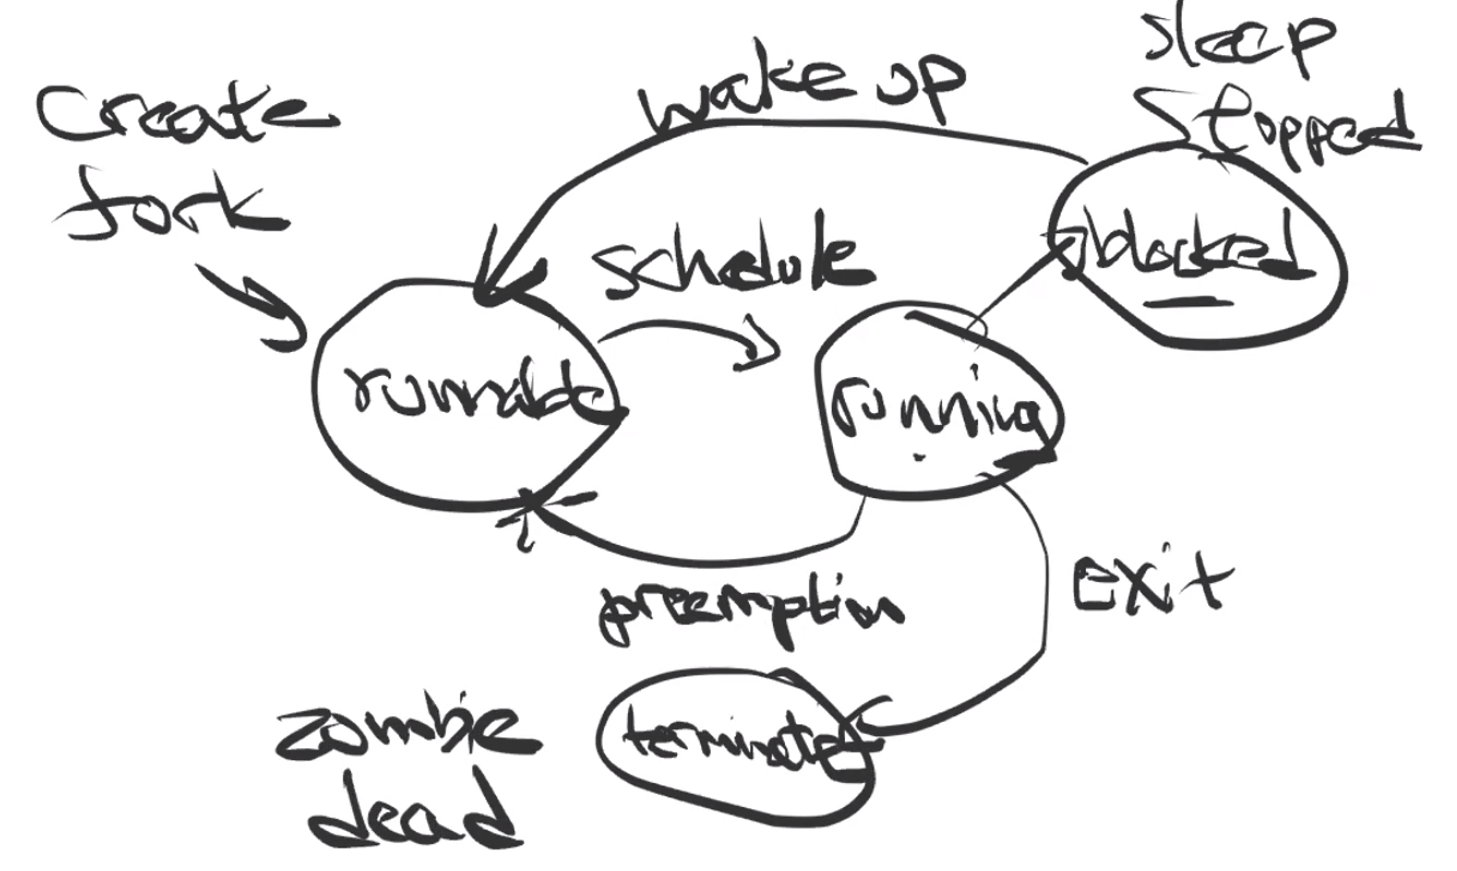 sleep
stopped
wake up
create
fork
schedule
blocked
runnable
running
exit
preemption
terminated
zombie
dead